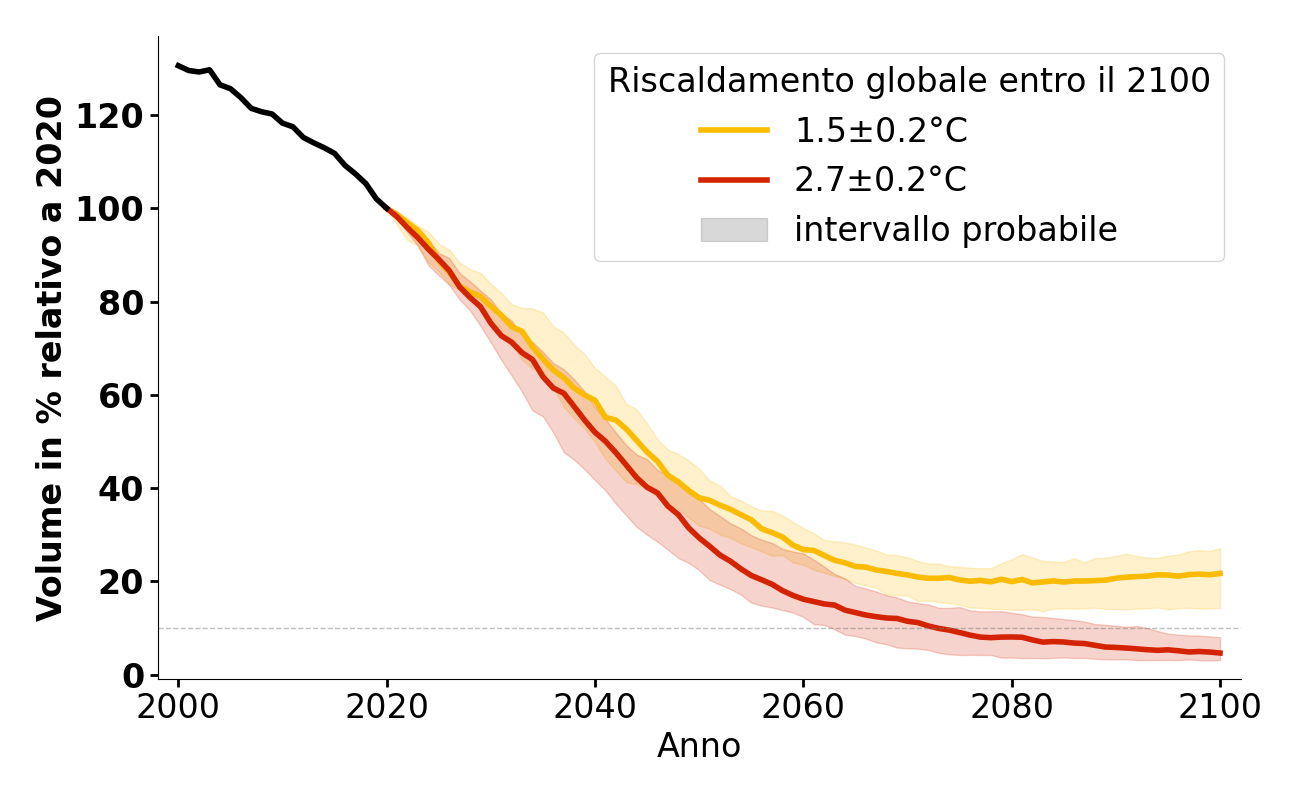 Riscaldamento globale entro il 2100
1.5±0.2°C
2.7±0.2°C
intervallo probabile
Volume in % relativo a 2020
120
100
80
60
40
20
0
2000 2020 2040 2060 2080 2100
Anno